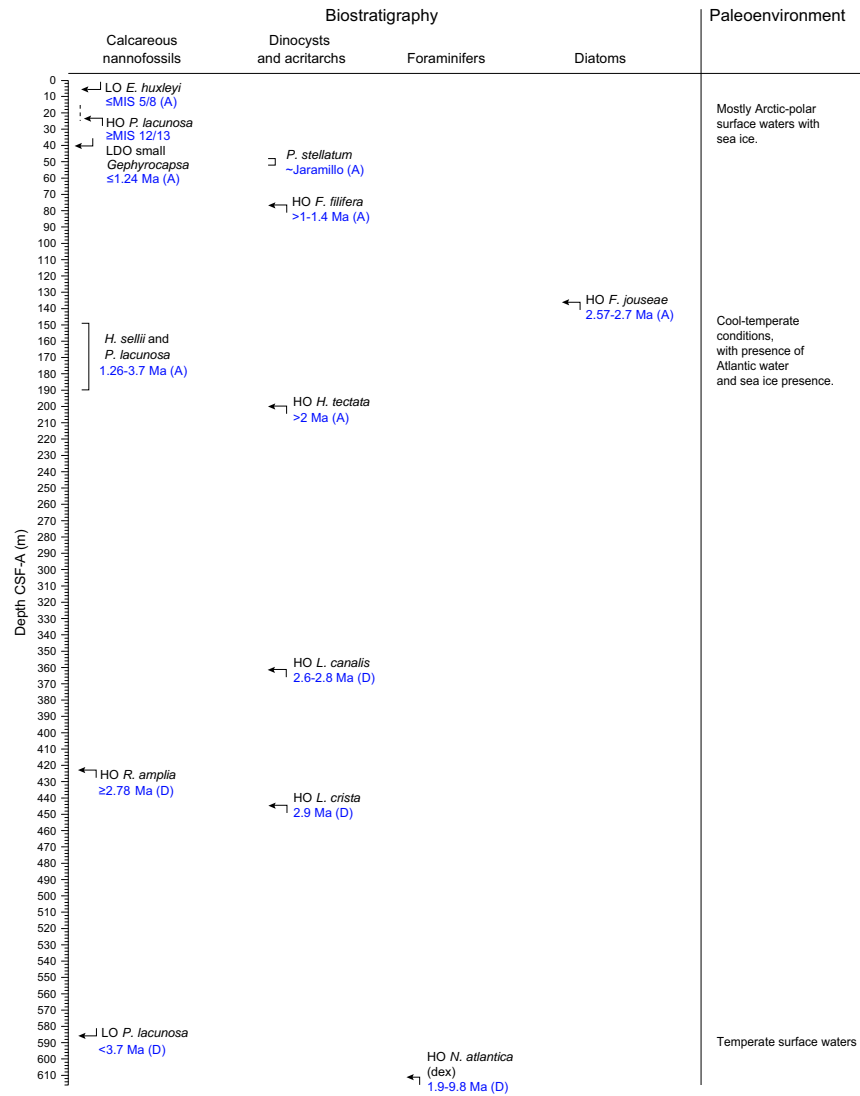 Biostratigraphy
Paleoenvironment
Calcareous
nannofossils
Dinocysts
and acritarchs
Foraminifers
Diatoms
Depth CSF-A (m)
0
10
20
30
40
50
60
70
80
90
100
110
120
130
140
150
160
170
180
190
200
210
220
230
240
250
260
270
280
290
300
310
320
330
340
350
360
370
380
390
400
410
420
430
440
450
460
470
480
490
500
510
520
530
540
550
560
570
580
590
600
610
LO E. huxleyi
≤MIS 5/8 (A)
HO P. lacunosa
≥MIS 12/13
LDO small
Gephyrocapsa
≤1.24 Ma (A)
H. sellii and
P. lacunosa
1.26-3.7 Ma (A)
HO R. amplia
≥2.78 Ma (D)
LO P. lacunosa
<3.7 Ma (D)
P. stellatum
~Jaramillo (A)
HO F. filifera
>1-1.4 Ma (A)
HO H. tectata
>2 Ma (A)
HO L. canalis
2.6-2.8 Ma (D)
HO L. crista
2.9 Ma (D)
HO N. atlantica
(dex)
1.9-9.8 Ma (D)
HO F. jouseae
2.57-2.7 Ma (A)
Mostly Arctic-polar
surface waters with
sea ice.
Cool-temperate
conditions,
with presence of
Atlantic water
and sea ice presence.
Temperate surface waters